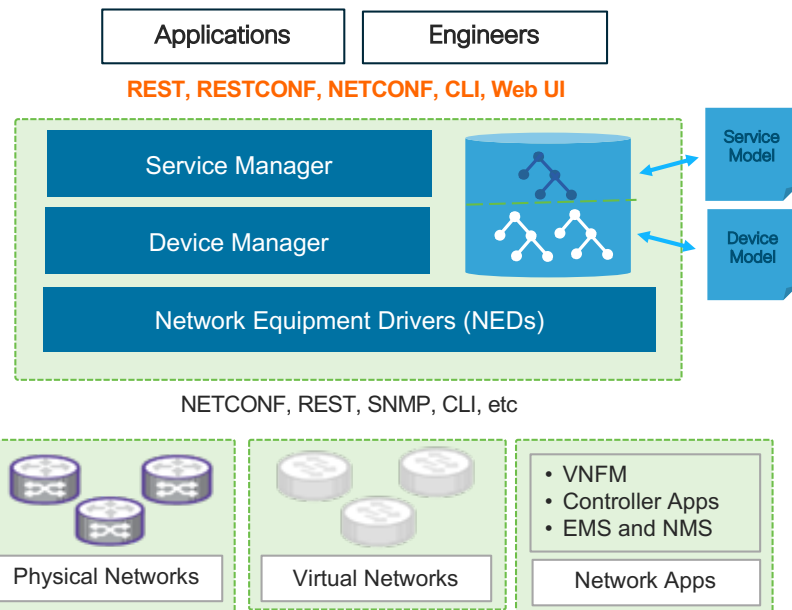 Applications
Engineers
REST, RESTCONF, NETCONF, CLI, Web UI
Service Manager
Device Manager
Network Equipment Drivers (NEDs)
Service
Model
Device
Model
NETCONF, REST, SNMP, CLI, etc
Physical Networks
Virtual Networks
• VNFM
• Controller Apps
• EMS and NMS
Network Apps